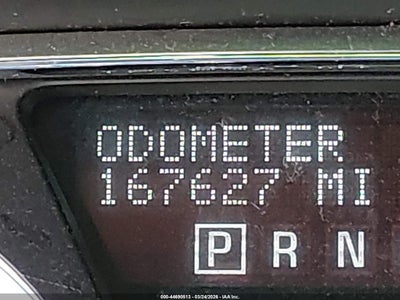 ODOMETER
167627 MI
P R N
000-44690513 - 03/24/2026 - IAA Inc.